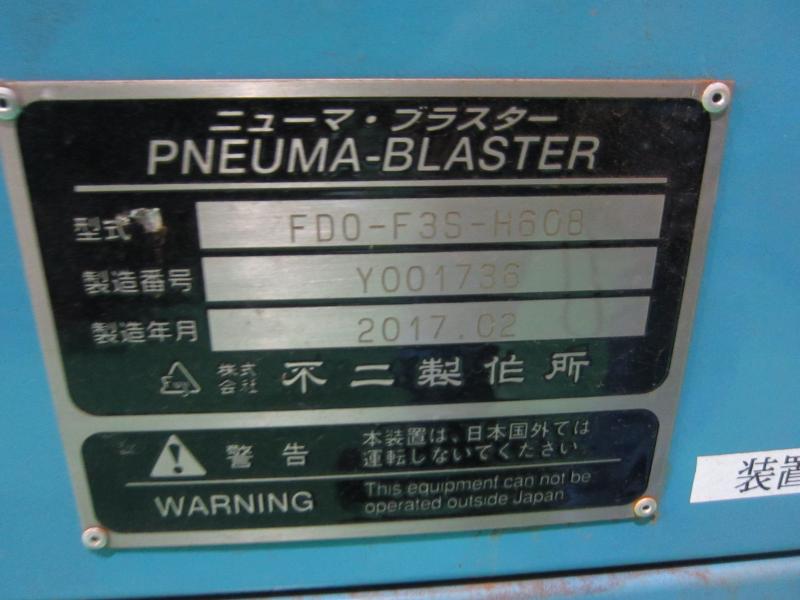 ニューマ・ブラスター
PNEUMA-BLASTER
型式 FDO-F3S-H608
製造番号 Y001736
製造年月 2017.02
株式会社 不二製作所
警告 本装置は、日本国外では
運転しないでください
WARNING This equipment can not be
operated outside Japan
装置